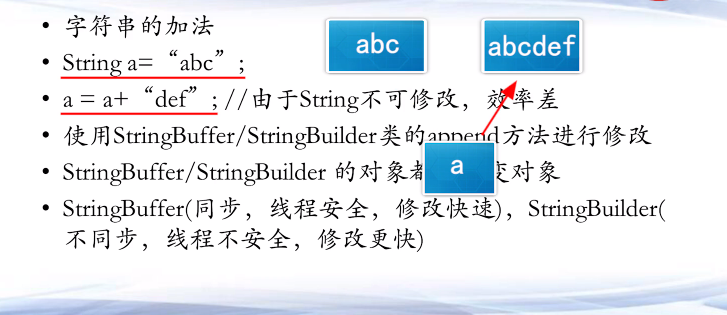 字符串的加法
abc
abcdef
String a=“abc”;
a = a+“def”; //由于String不可修改，效率差
使用StringBuffer/StringBuilder类的append方法进行修改
a
StringBuffer/StringBuilder 的对象都 变对象
StringBuffer(同步，线程安全，修改快速)，StringBuilder(
不同步，线程不安全，修改更快)